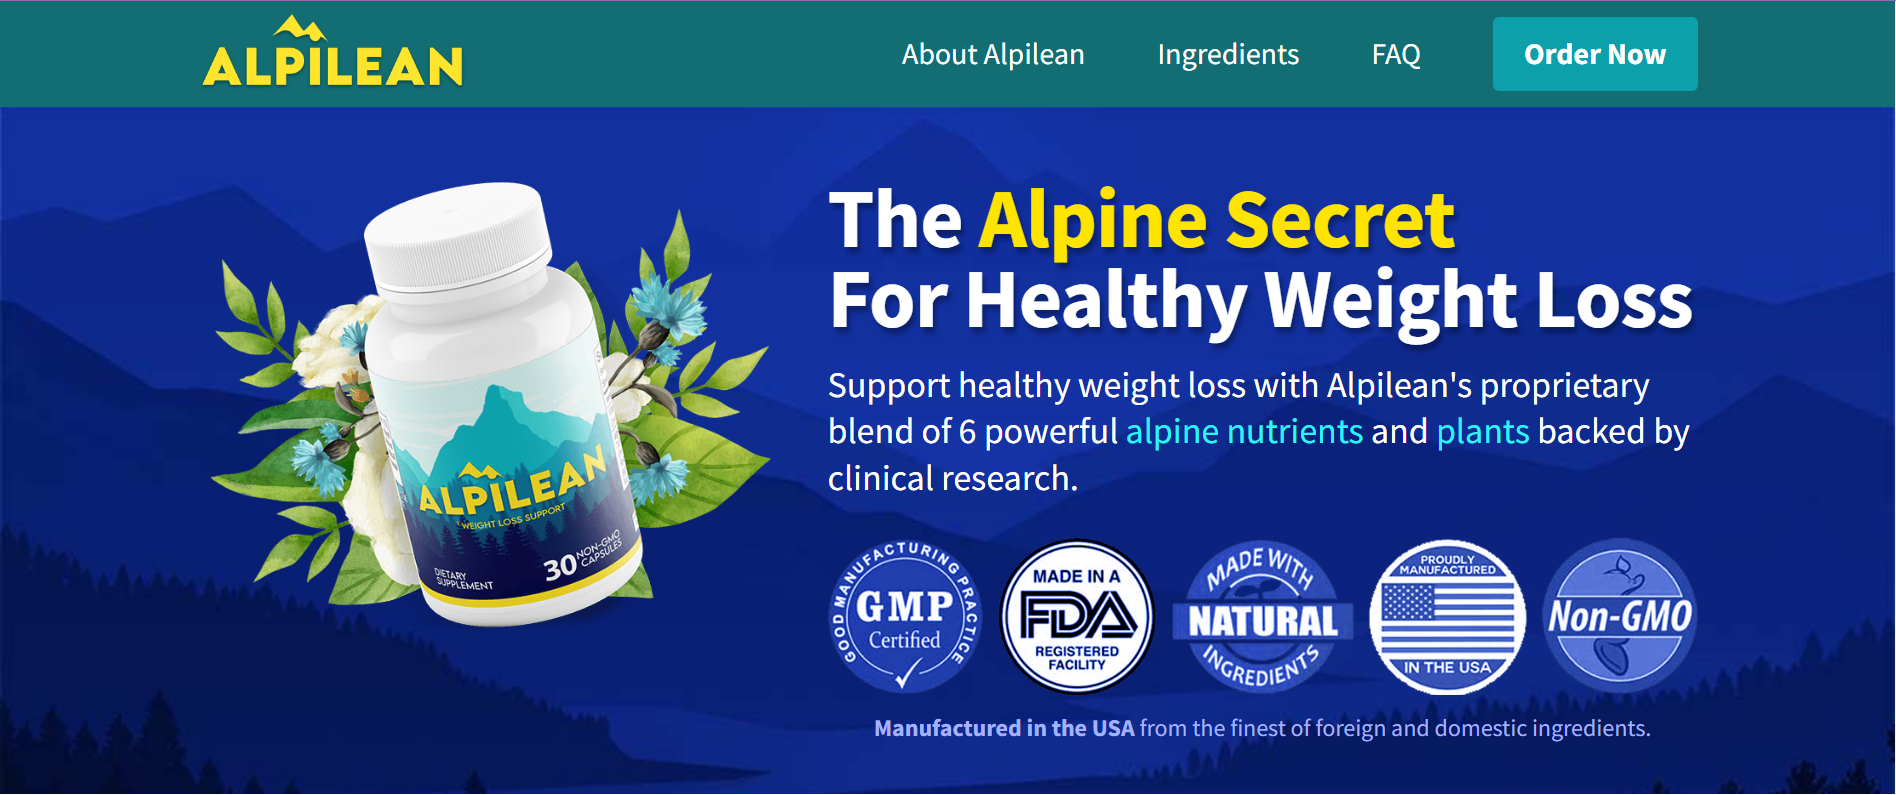 ALPILEAN
About Alpilean
Ingredients
FAQ
Order Now
The Alpine Secret
For Healthy Weight Loss
Support healthy weight loss with Alpilean's proprietary
blend of 6 powerful alpine nutrients and plants backed by
clinical research.
ALPILEAN
WEIGHT LOSS SUPPORT
DIETARY
SUPPLEMENT
30 NON-GMO
CAPSULES
GOOD MANUFACTURING PRACTICE
GMP
Certified
MADE IN A
FDA
REGISTERED
FACILITY
MADE WITH
NATURAL
INGREDIENTS
PROUDLY
MANUFACTURED
IN THE USA
Non-GMO
Manufactured in the USA from the finest of foreign and domestic ingredients.